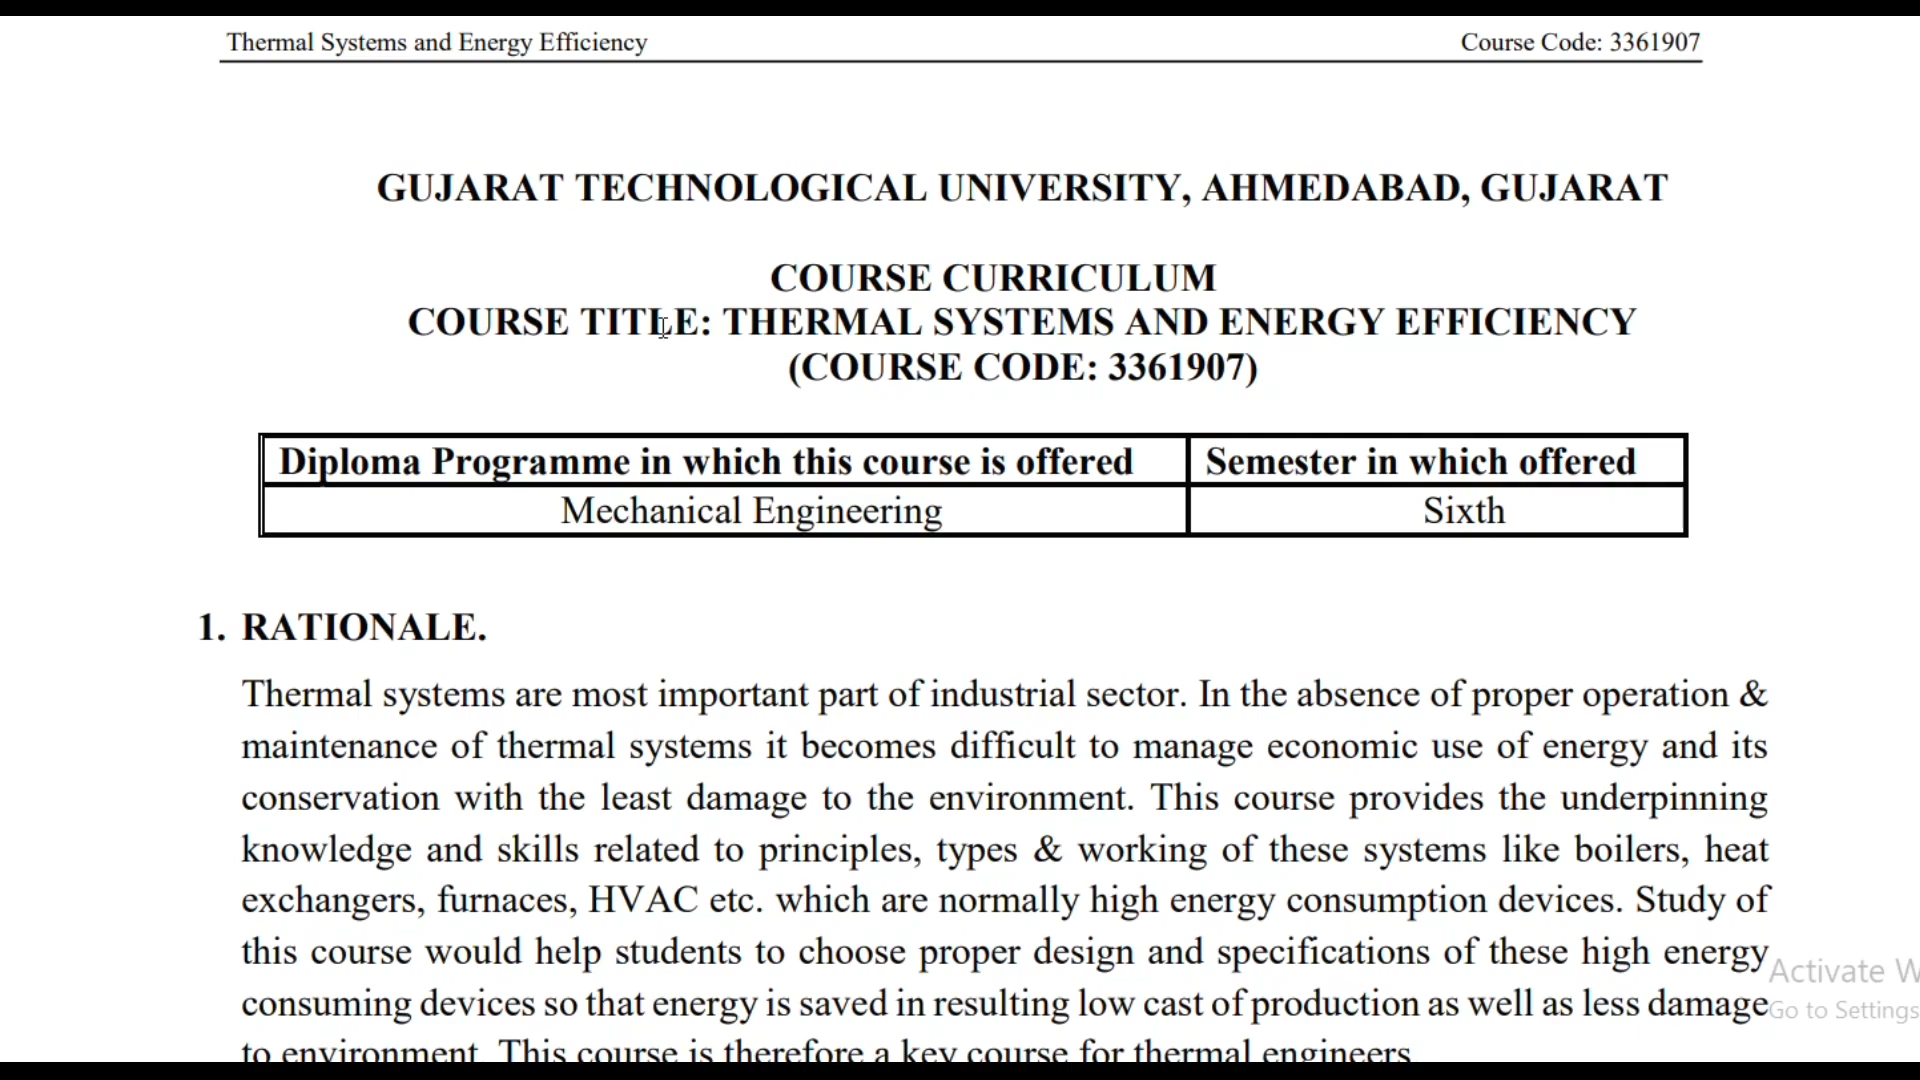 Thermal Systems and Energy Efficiency Course Code: 3361907
GUJARAT TECHNOLOGICAL UNIVERSITY, AHMEDABAD, GUJARAT
COURSE CURRICULUM
COURSE TITLE: THERMAL SYSTEMS AND ENERGY EFFICIENCY
(COURSE CODE: 3361907)
Diploma Programme in which this course is offered Semester in which offered
Mechanical Engineering Sixth
1. RATIONALE.
Thermal systems are most important part of industrial sector. In the absence of proper operation &
maintenance of thermal systems it becomes difficult to manage economic use of energy and its
conservation with the least damage to the environment. This course provides the underpinning
knowledge and skills related to principles, types & working of these systems like boilers, heat
exchangers, furnaces, HVAC etc. which are normally high energy consumption devices. Study of
this course would help students to choose proper design and specifications of these high energy
consuming devices so that energy is saved in resulting low cast of production as well as less damage
to environment. This course is therefore a key course for thermal engineers.
Activate W
Go to Settings